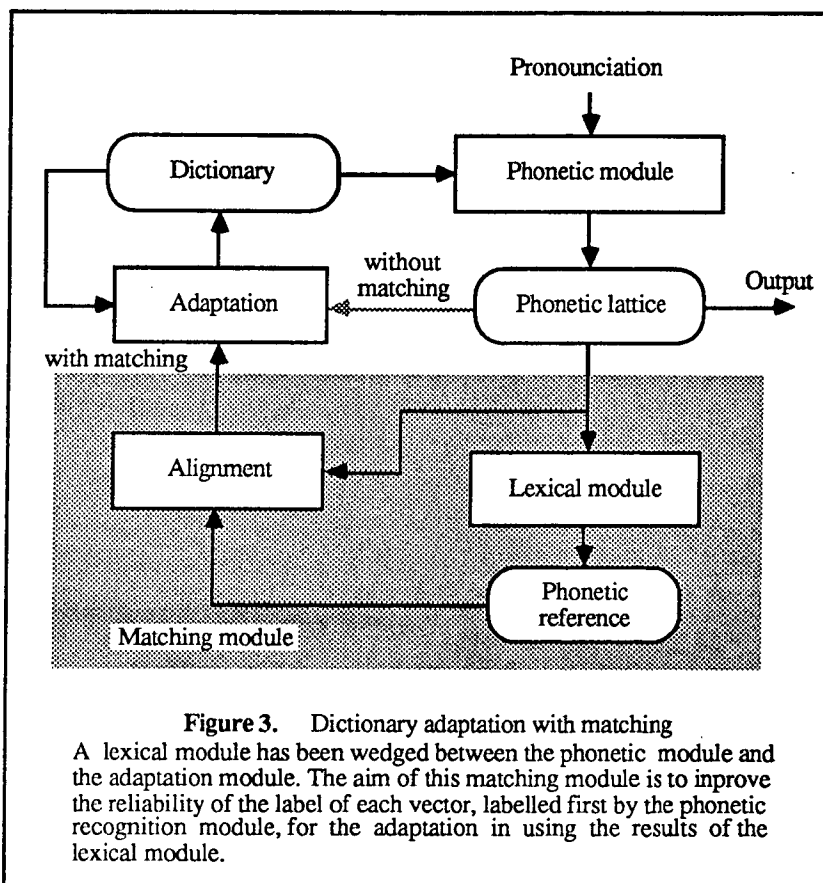 Pronounciation
Dictionary
Phonetic module
without
matching
Output
Adaptation
Phonetic lattice
with matching
Alignment
Lexical module
Phonetic
reference
Matching module
Figure 3. Dictionary adaptation with matching
A lexical module has been wedged between the phonetic module and
the adaptation module. The aim of this matching module is to inprove
the reliability of the label of each vector, labelled first by the phonetic
recognition module, for the adaptation in using the results of the
lexical module.